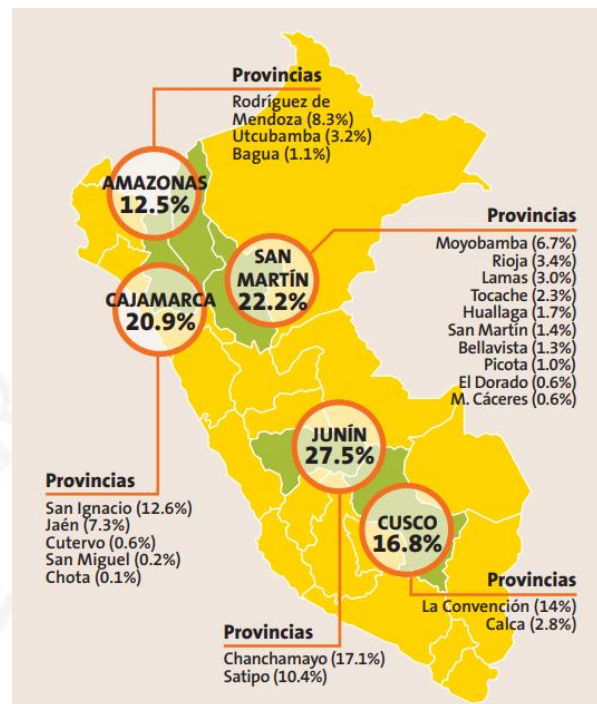 Provincias
Rodríguez de
Mendoza (8.3%)
Utcubamba (3.2%)
Bagua (1.1%)
AMAZONAS
12.5%
Provincias
Moyobamba (6.7%)
Rioja (3.4%)
Lamas (3.0%)
Tocache (2.3%)
Huallaga (1.7%)
San Martín (1.4%)
Bellavista (1.3%)
Picota (1.0%)
El Dorado (0.6%)
M. Cáceres (0.6%)
SAN
MARTÍN
22.2%
CAJAMARCA
20.9%
JUNÍN
27.5%
Provincias
San Ignacio (12.6%)
Jaén (7.3%)
Cutervo (0.6%)
San Miguel (0.2%)
Chota (0.1%)
CUSCO
16.8%
Provincias
La Convención (14%)
Calca (2.8%)
Provincias
Chanchamayo (17.1%)
Satipo (10.4%)